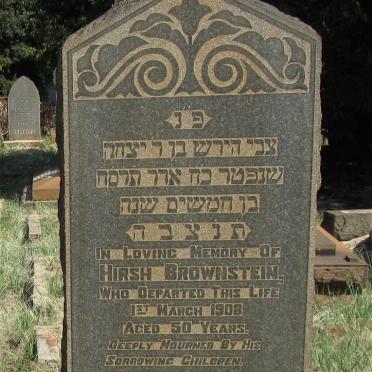 פ נ
צבי הירש בן ר יצחק
שנפטר כח אדר תרסח
בן חמשים שנה
ת נ צ ב ה
IN LOVING MEMORY OF
HIRSH BROWNSTEIN,
WHO DEPARTED THIS LIFE
1ST MARCH 1908
AGED 50 YEARS.
DEEPLY MOURNED BY HIS
SORROWING CHILDREN.